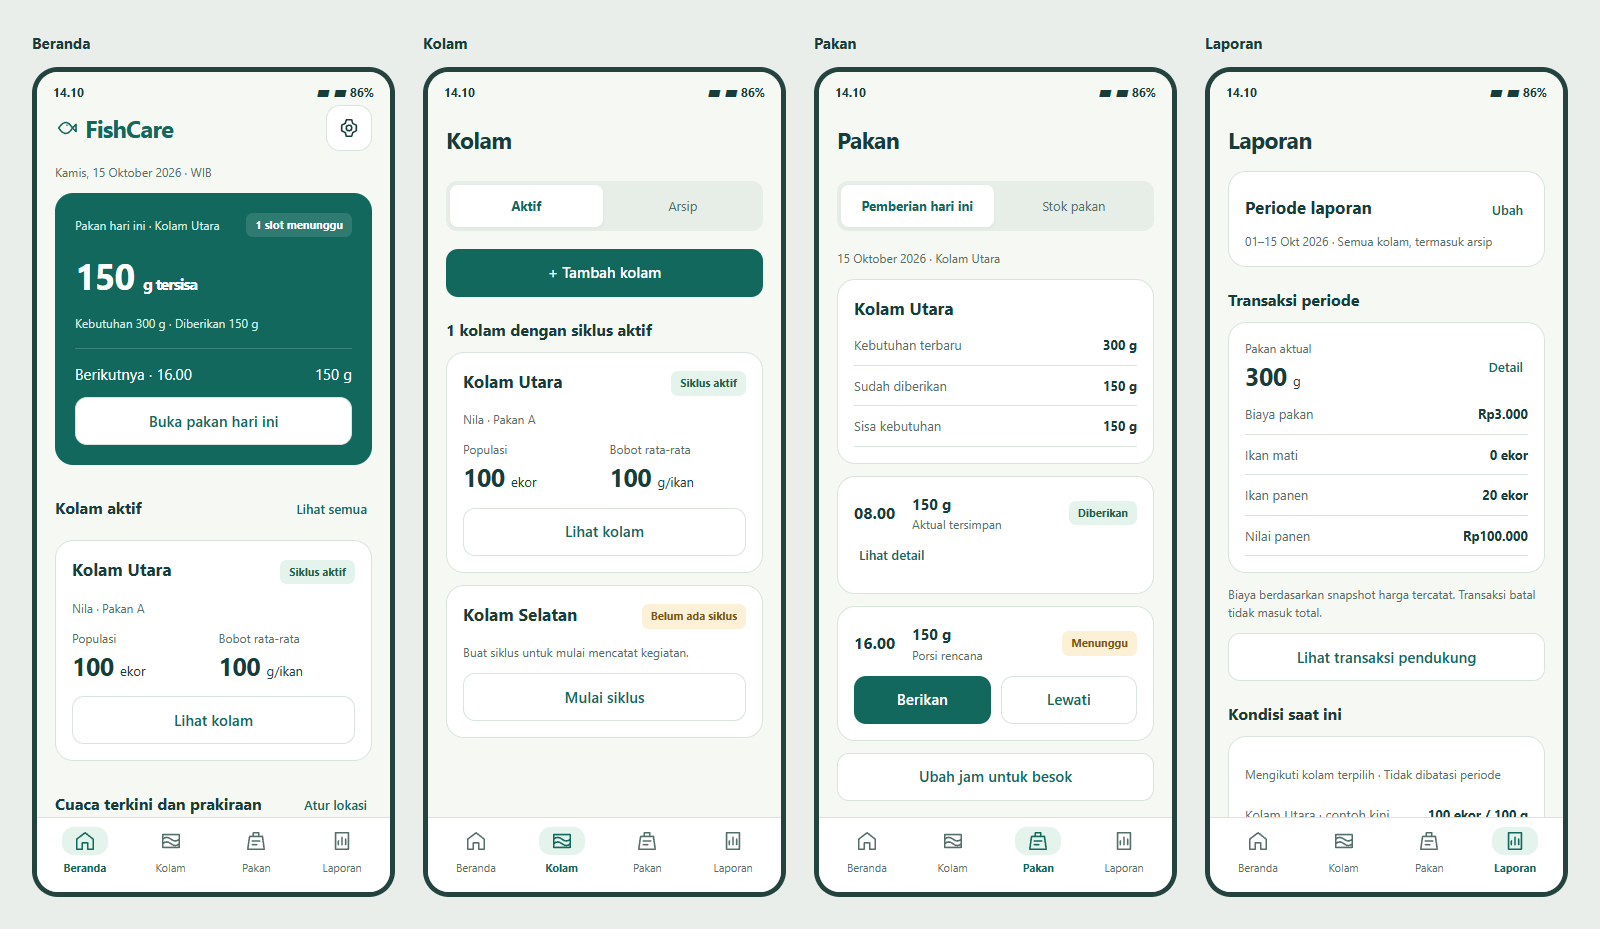 Beranda
14.10
86%
FishCare
Kamis, 15 Oktober 2026 · WIB
Pakan hari ini · Kolam Utara
1 slot menunggu
150 g tersisa
Kebutuhan 300 g · Diberikan 150 g
Berikutnya · 16.00
150 g
Buka pakan hari ini
Kolam aktif
Lihat semua
Kolam Utara
Siklus aktif
Nila · Pakan A
Populasi
Bobot rata-rata
100 ekor
100 g/ikan
Lihat kolam
Cuaca terkini dan prakiraan
Atur lokasi
Beranda
Kolam
Pakan
Laporan
Kolam
14.10
86%
Kolam
Aktif
Arsip
+ Tambah kolam
1 kolam dengan siklus aktif
Kolam Utara
Siklus aktif
Nila · Pakan A
Populasi
Bobot rata-rata
100 ekor
100 g/ikan
Lihat kolam
Kolam Selatan
Belum ada siklus
Buat siklus untuk mulai mencatat kegiatan.
Mulai siklus
Beranda
Kolam
Pakan
Laporan
Pakan
14.10
86%
Pakan
Pemberian hari ini
Stok pakan
15 Oktober 2026 · Kolam Utara
Kolam Utara
Kebutuhan terbaru
300 g
Sudah diberikan
150 g
Sisa kebutuhan
150 g
08.00
150 g
Aktual tersimpan
Diberikan
Lihat detail
16.00
150 g
Porsi rencana
Menunggu
Berikan
Lewati
Ubah jam untuk besok
Beranda
Kolam
Pakan
Laporan
Laporan
14.10
86%
Laporan
Periode laporan
Ubah
01–15 Okt 2026 · Semua kolam, termasuk arsip
Transaksi periode
Pakan aktual
300 g
Detail
Biaya pakan
Rp3.000
Ikan mati
0 ekor
Ikan panen
20 ekor
Nilai panen
Rp100.000
Biaya berdasarkan snapshot harga tercatat. Transaksi batal
tidak masuk total.
Lihat transaksi pendukung
Kondisi saat ini
Mengikuti kolam terpilih · Tidak dibatasi periode
Kolam Utara · contoh kini
100 ekor / 100 g
Beranda
Kolam
Pakan
Laporan